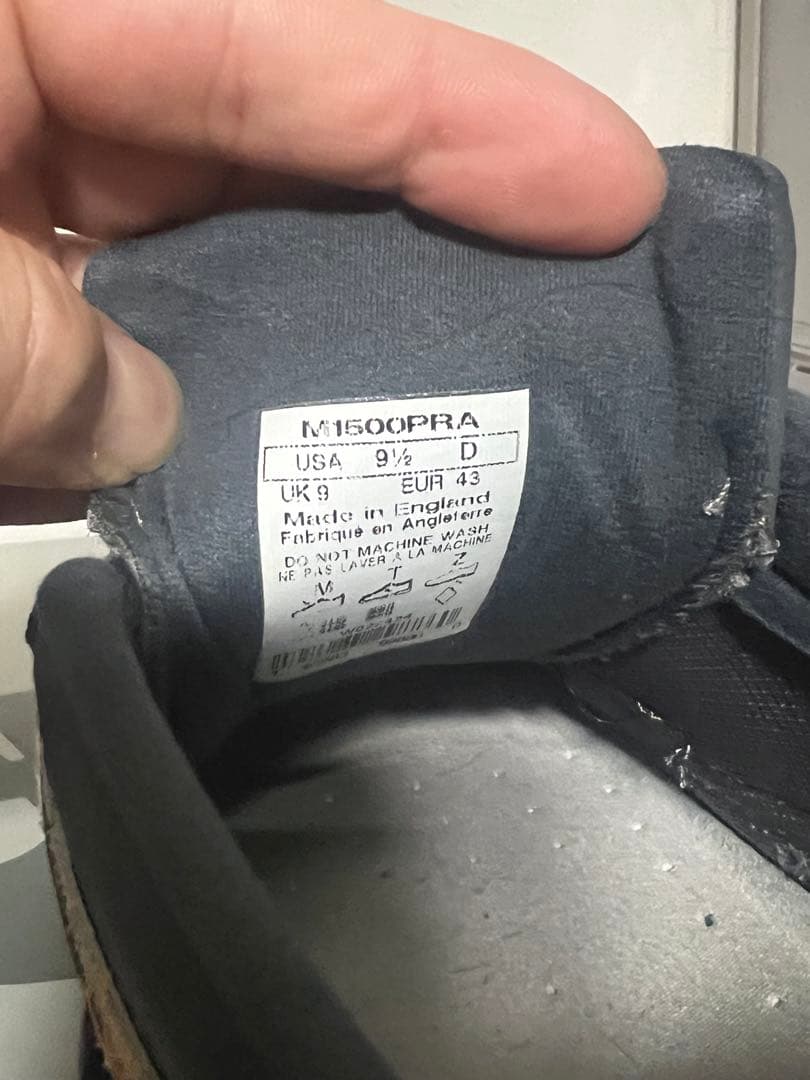 M1500PRA
USA 9½ D
UK 9 EUR 43
Made in England
Fabriqué en Angleterre
DO NOT MACHINE WASH
NE PAS LAVER A LA MACHINE
M T Z